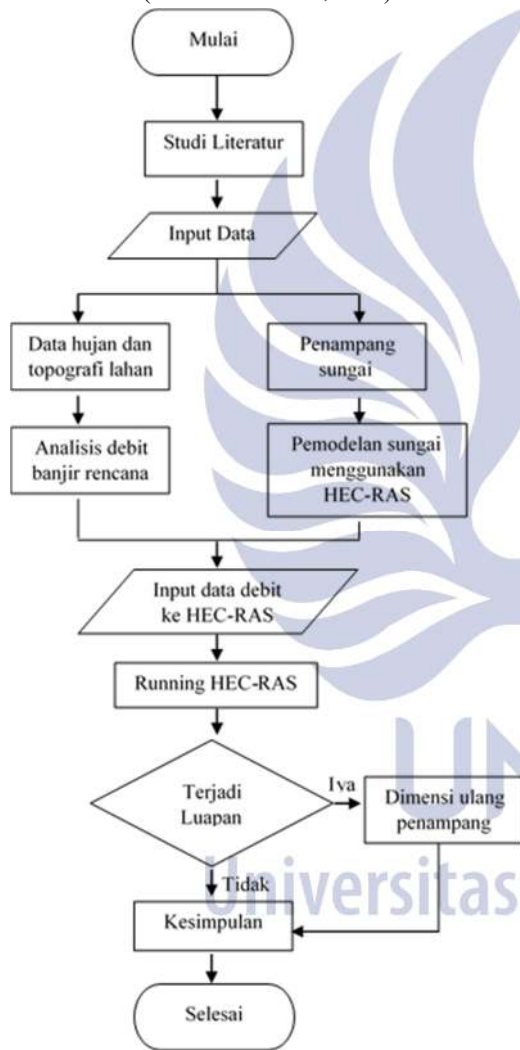 Mulai
Studi Literatur
Input Data
Data hujan dan
topografi lahan
Penampang
sungai
Analisis debit
banjir rencana
Pemodelan sungai
menggunakan
HEC-RAS
Input data debit
ke HEC-RAS
Running HEC-RAS
Terjadi
Luapan
Iya
Dimensi ulang
penampang
Tidak
Kesimpulan
Selesai
UN
Universitas